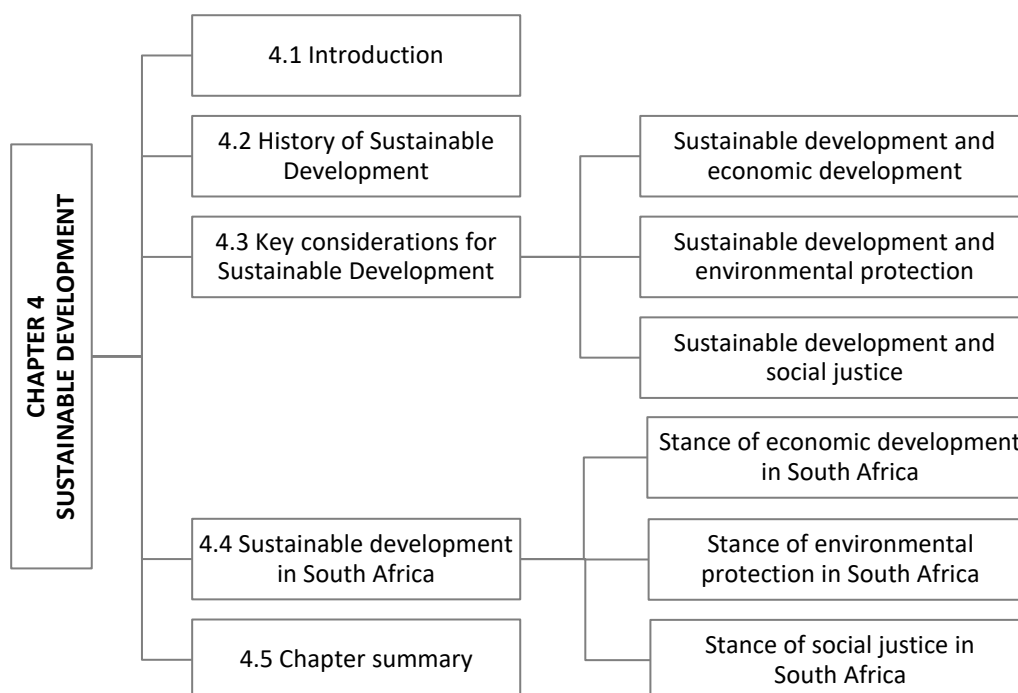 CHAPTER 4
SUSTAINABLE DEVELOPMENT
4.1 Introduction
4.2 History of Sustainable
Development
4.3 Key considerations for
Sustainable Development
Sustainable development and
economic development
Sustainable development and
environmental protection
Sustainable development and
social justice
4.4 Sustainable development
in South Africa
Stance of economic development
in South Africa
Stance of environmental
protection in South Africa
Stance of social justice in
South Africa
4.5 Chapter summary